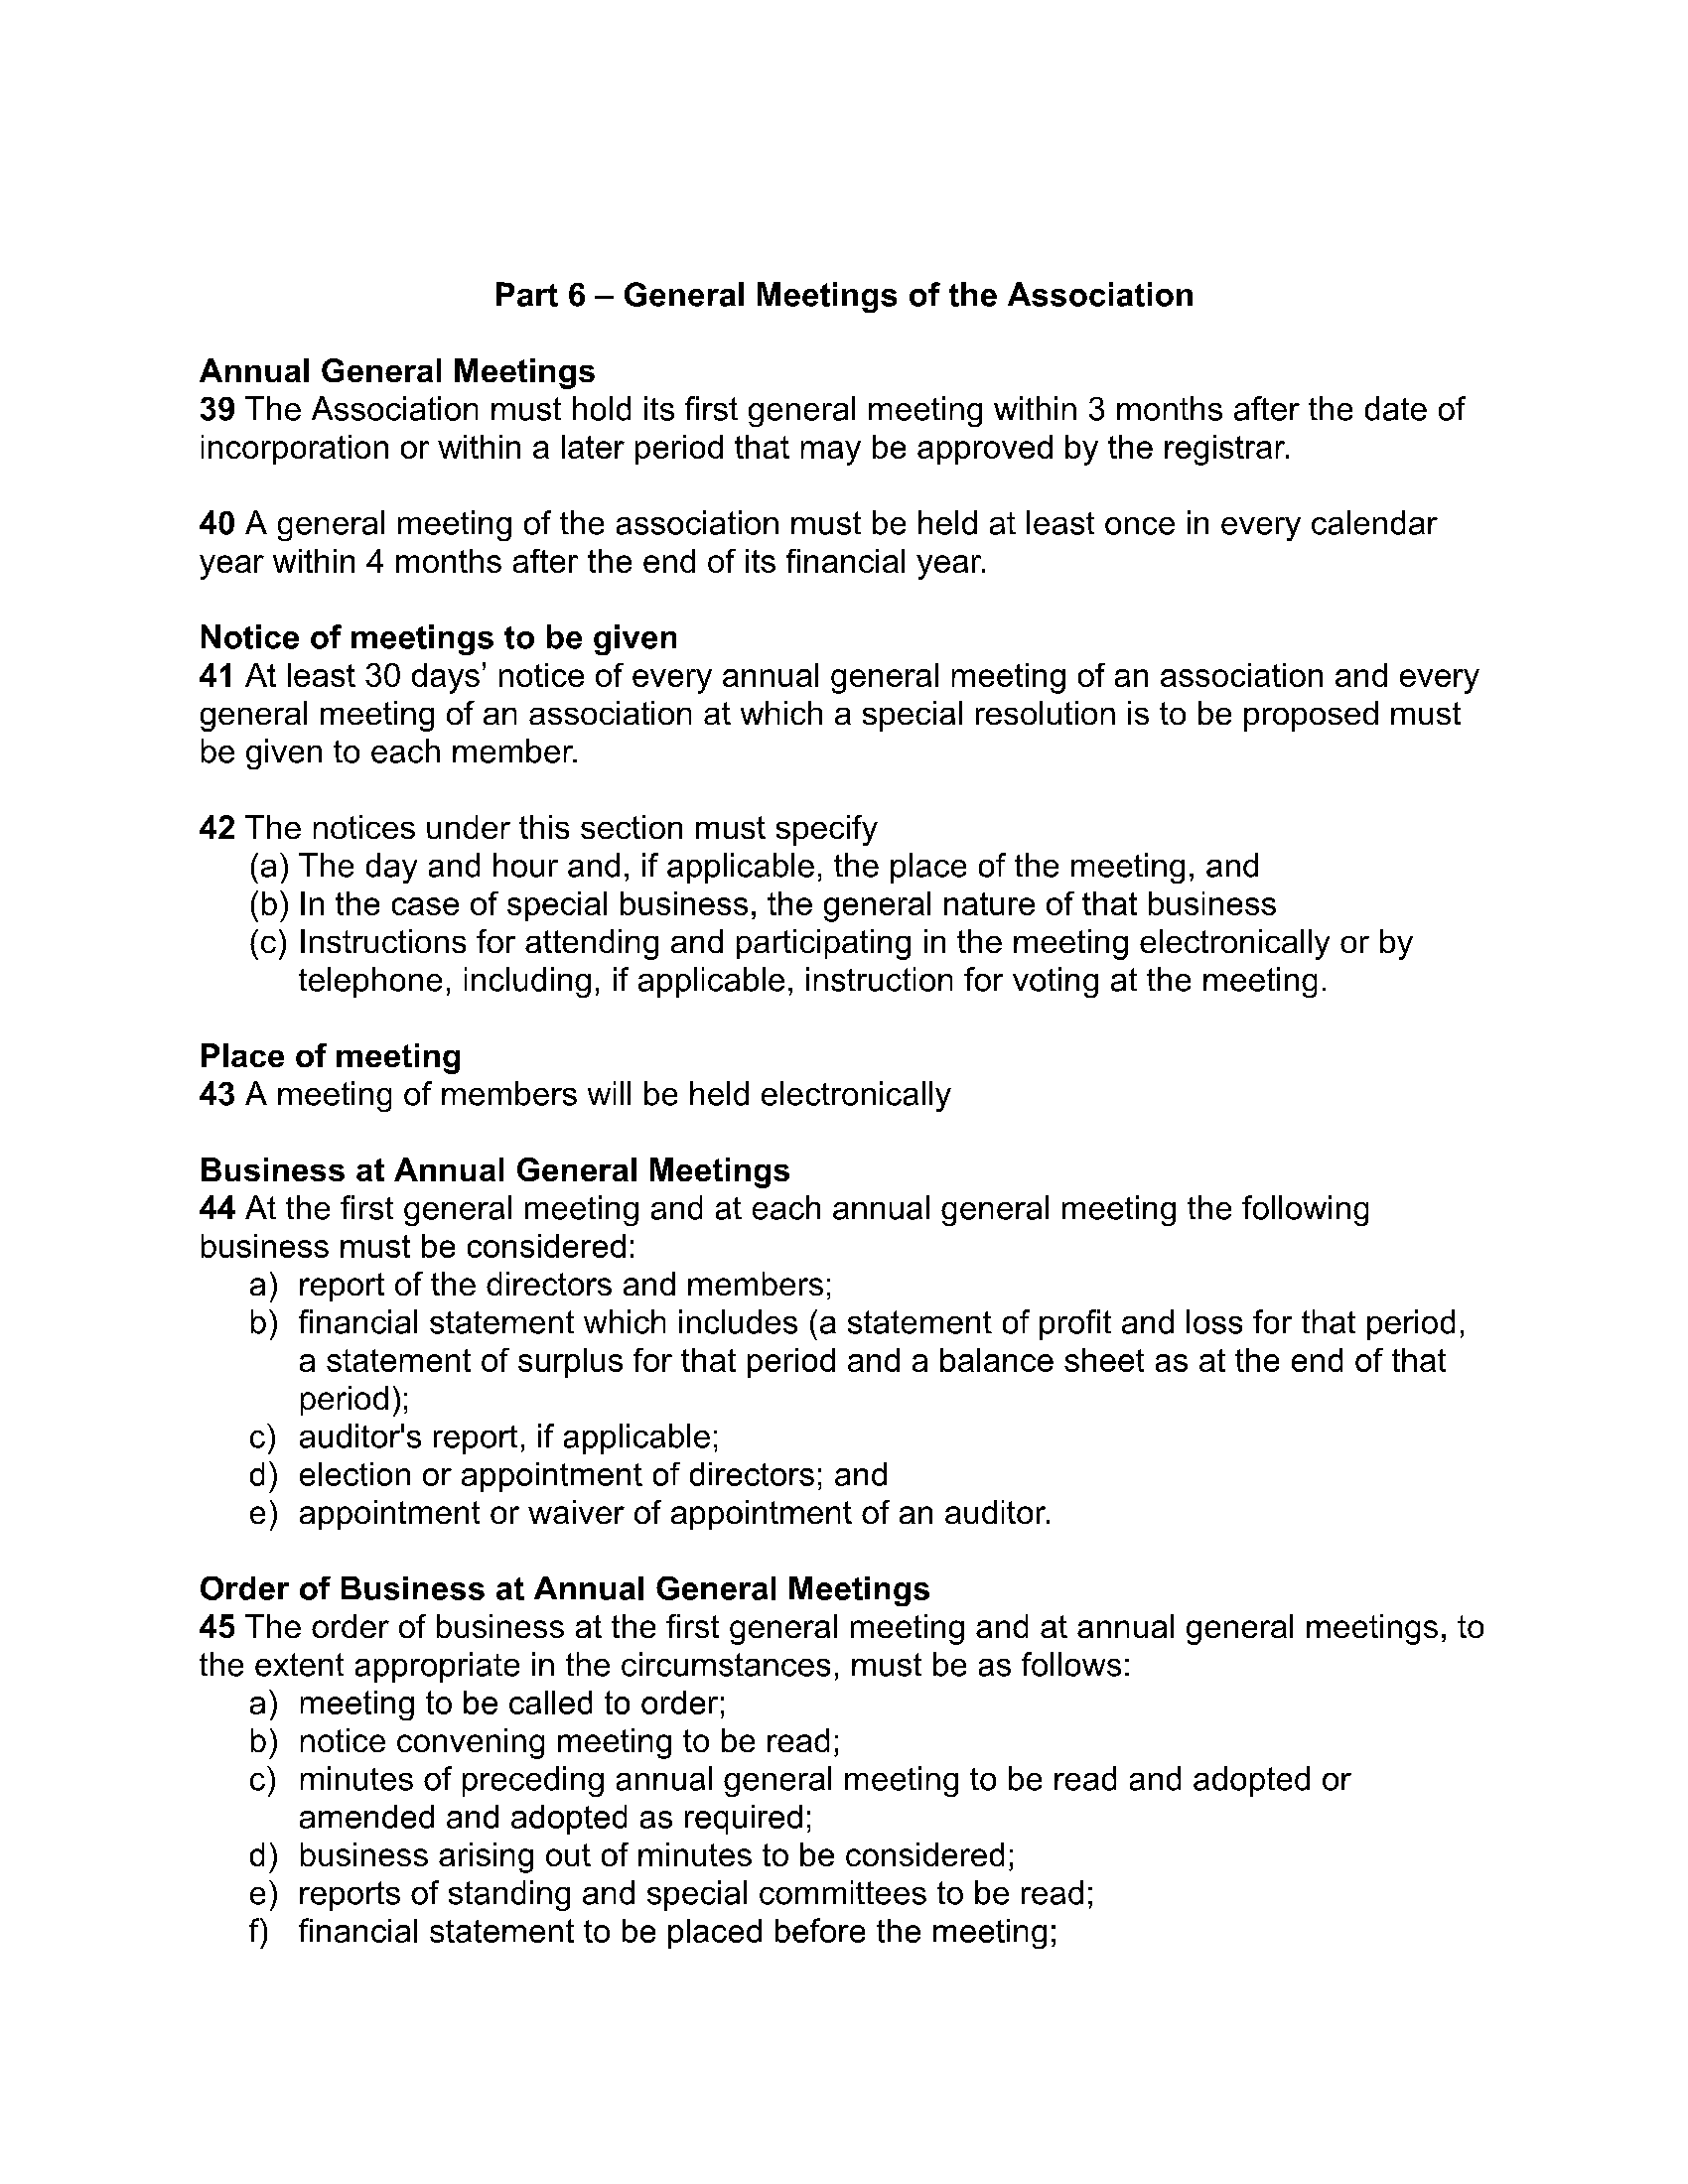 Part 6 – General Meetings of the Association
Annual General Meetings
39 The Association must hold its first general meeting within 3 months after the date of
incorporation or within a later period that may be approved by the registrar.
40 A general meeting of the association must be held at least once in every calendar
year within 4 months after the end of its financial year.
Notice of meetings to be given
41 At least 30 days’ notice of every annual general meeting of an association and every
general meeting of an association at which a special resolution is to be proposed must
be given to each member.
42 The notices under this section must specify
(a) The day and hour and, if applicable, the place of the meeting, and
(b) In the case of special business, the general nature of that business
(c) Instructions for attending and participating in the meeting electronically or by
telephone, including, if applicable, instruction for voting at the meeting.
Place of meeting
43 A meeting of members will be held electronically
Business at Annual General Meetings
44 At the first general meeting and at each annual general meeting the following
business must be considered:
a) report of the directors and members;
b) financial statement which includes (a statement of profit and loss for that period,
a statement of surplus for that period and a balance sheet as at the end of that
period);
c) auditor's report, if applicable;
d) election or appointment of directors; and
e) appointment or waiver of appointment of an auditor.
Order of Business at Annual General Meetings
45 The order of business at the first general meeting and at annual general meetings, to
the extent appropriate in the circumstances, must be as follows:
a) meeting to be called to order;
b) notice convening meeting to be read;
c) minutes of preceding annual general meeting to be read and adopted or
amended and adopted as required;
d) business arising out of minutes to be considered;
e) reports of standing and special committees to be read;
f) financial statement to be placed before the meeting;